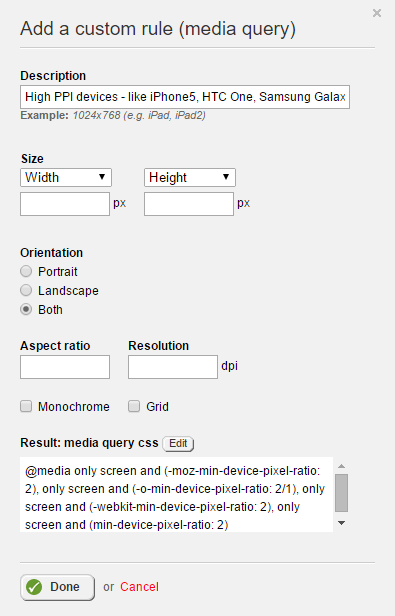 Add a custom rule (media query)
Description
High PPI devices - like iPhone5, HTC One, Samsung Galax
Example: 1024x768 (e.g. iPad, iPad2)
Size
Width Height
px px
Orientation
Portrait
Landscape
Both
Aspect ratio Resolution
dpi
Monochrome Grid
Result: media query css Edit
@media only screen and (-moz-min-device-pixel-ratio:
2), only screen and (-o-min-device-pixel-ratio: 2/1), only
screen and (-webkit-min-device-pixel-ratio: 2), only
screen and (min-device-pixel-ratio: 2)
Done or Cancel